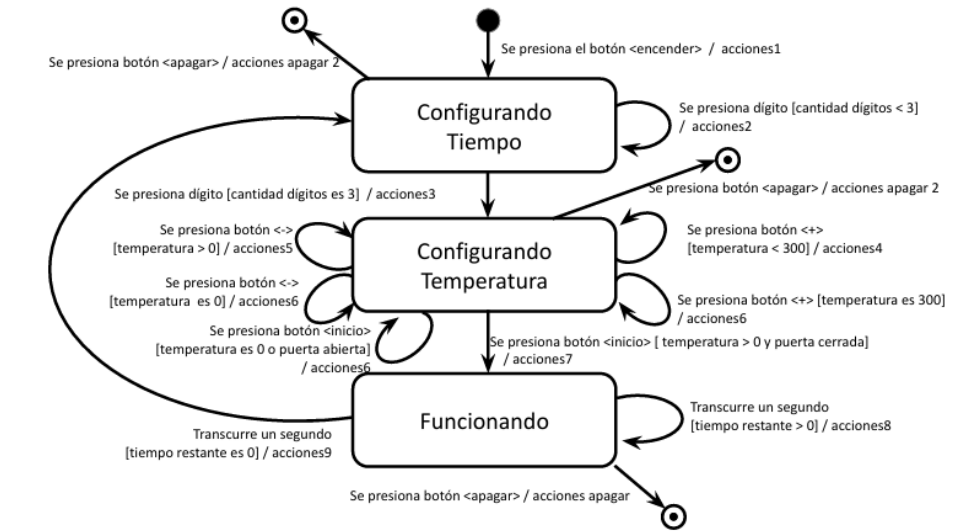 Se presiona el botón <encender> / acciones1
Se presiona botón <apagar> / acciones apagar 2
Configurando
Tiempo
Se presiona dígito [cantidad dígitos < 3]
/ acciones2
Se presiona dígito [cantidad dígitos es 3] / acciones3
Se presiona botón <apagar> / acciones apagar 2
Se presiona botón <->
[temperatura > 0] / acciones5
Configurando
Temperatura
Se presiona botón <+>
[temperatura < 300] / acciones4
Se presiona botón <->
[temperatura es 0] / acciones6
Se presiona botón <+> [temperatura es 300]
/ acciones6
Se presiona botón <inicio>
[temperatura es 0 o puerta abierta]
/ acciones6
Se presiona botón <inicio> [ temperatura > 0 y puerta cerrada]
/ acciones7
Funcionando
Transcurre un segundo
[tiempo restante > 0] / acciones8
Transcurre un segundo
[tiempo restante es 0] / acciones9
Se presiona botón <apagar> / acciones apagar